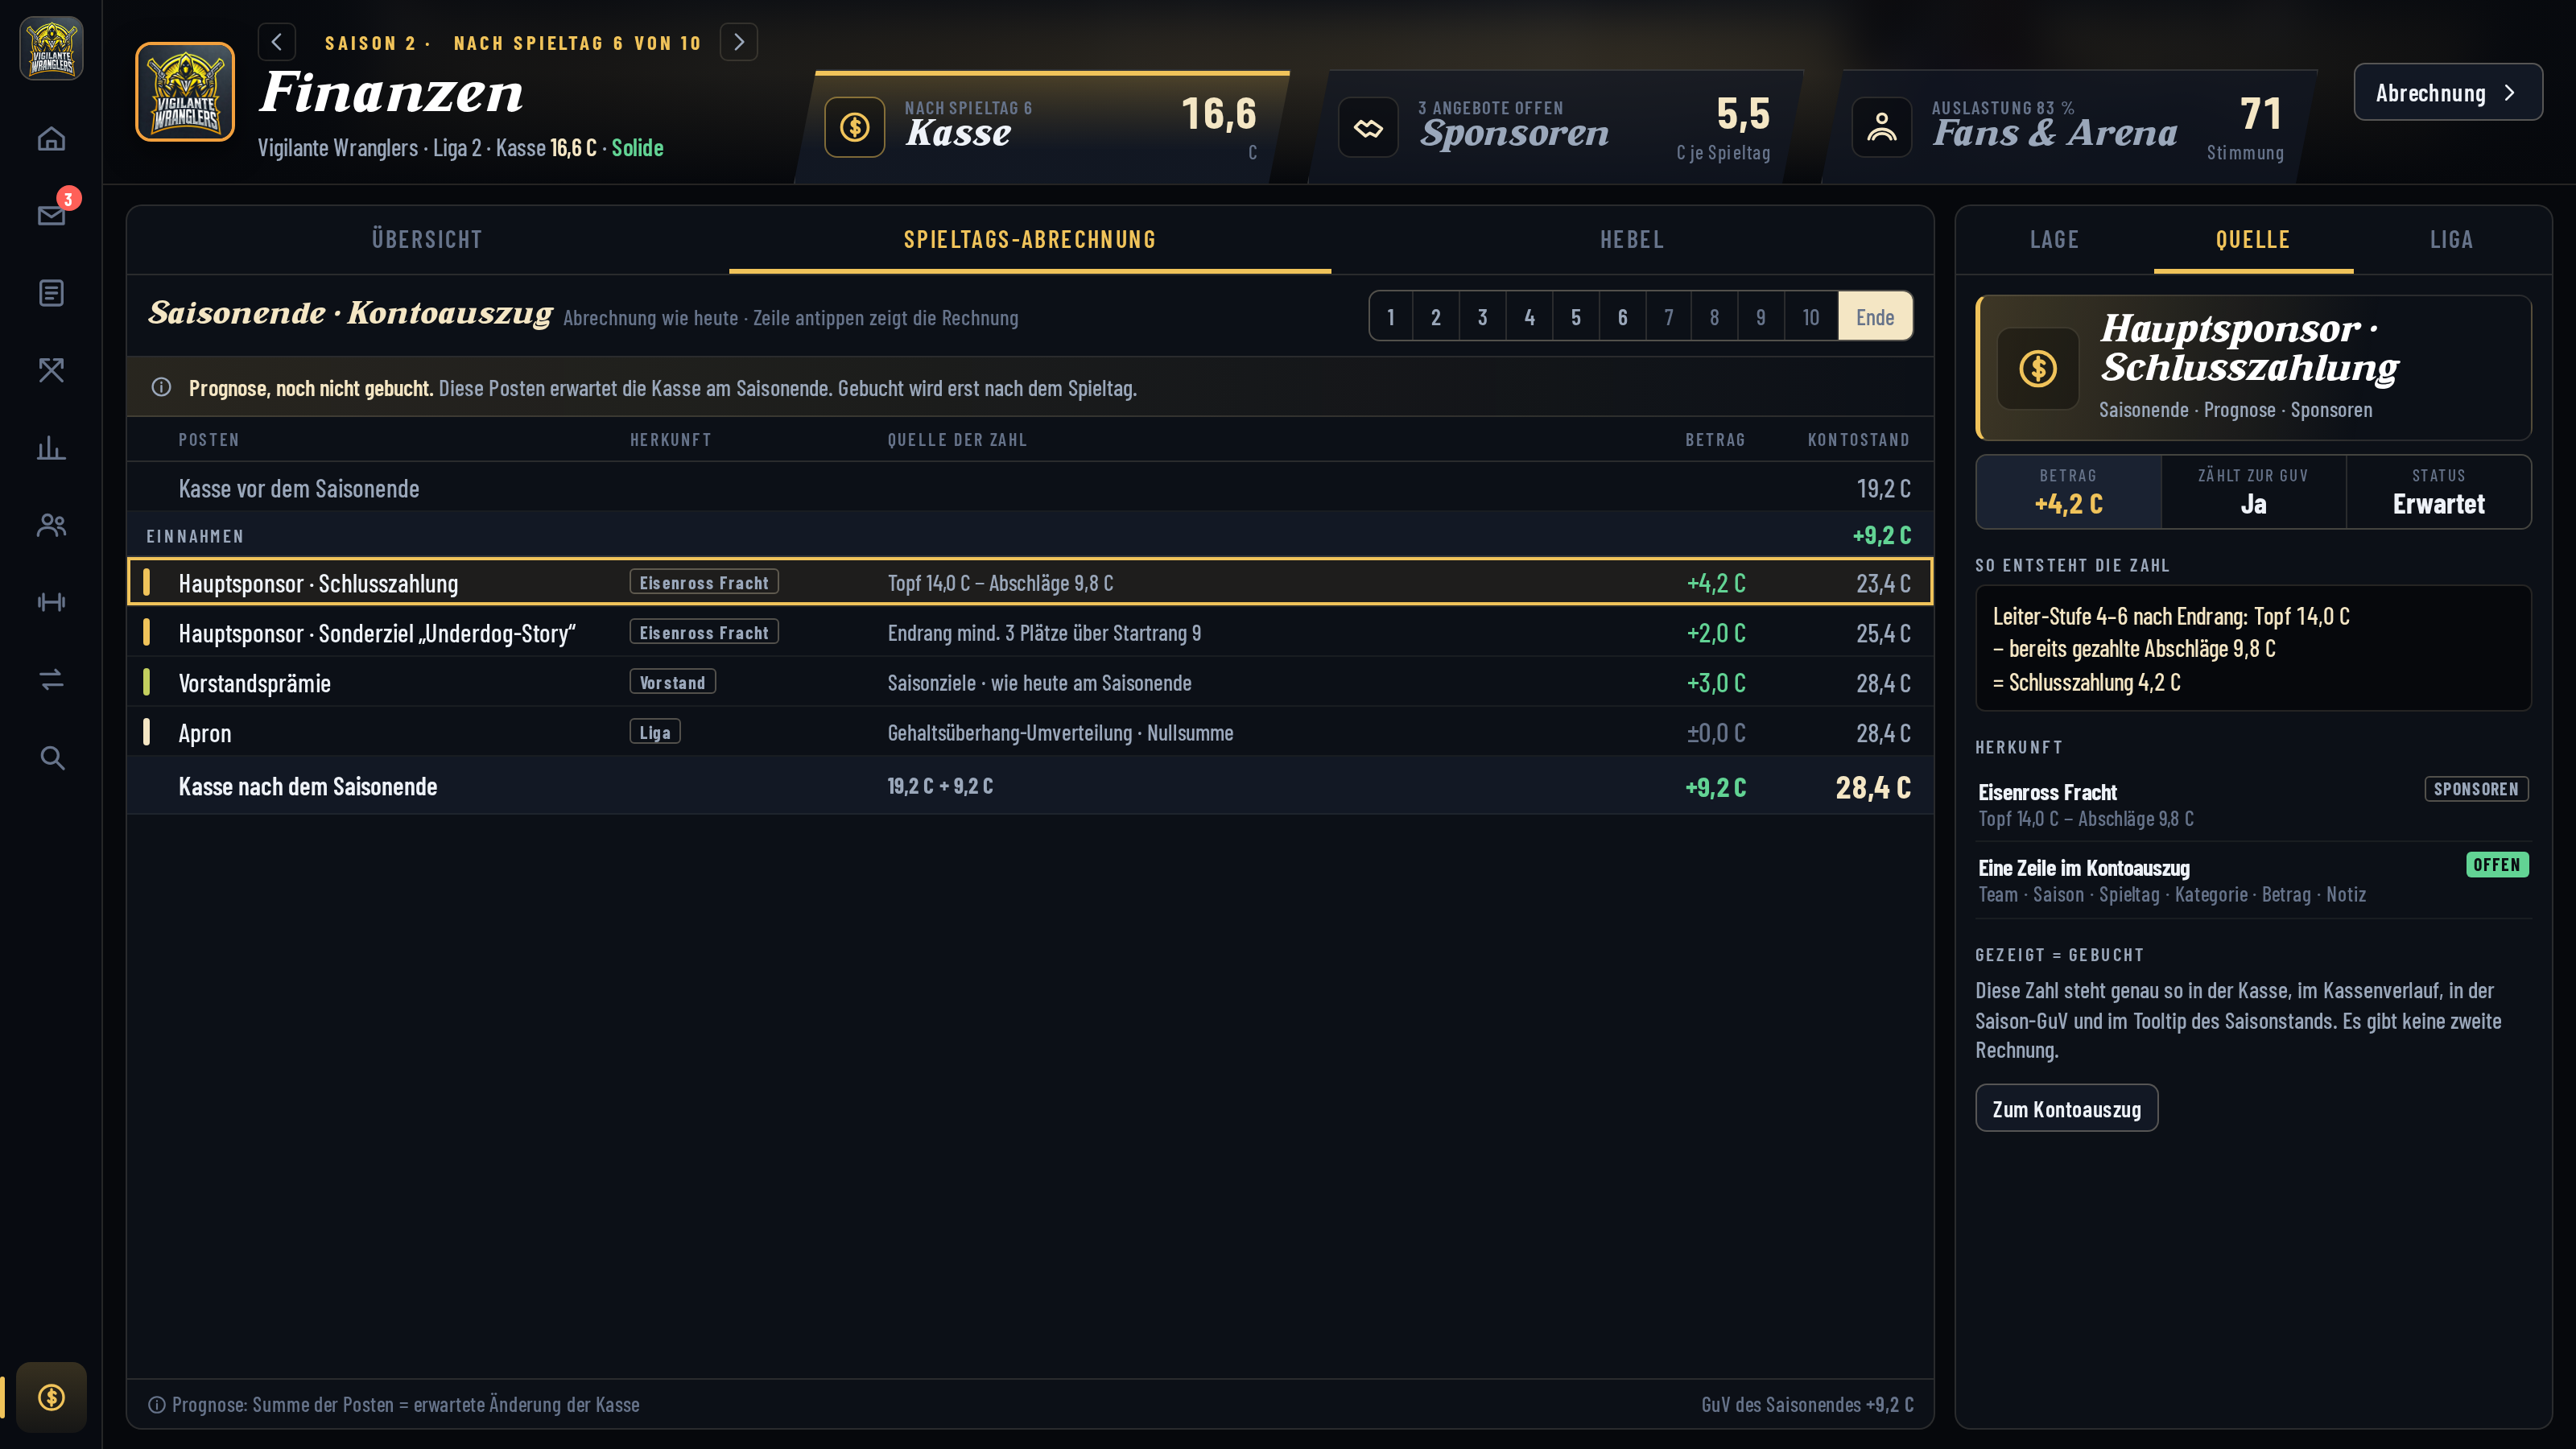 VIGILANTE WRANGLERS
3
VIGILANTE WRANGLERS
SAISON 2 · NACH SPIELTAG 6 VON 10
Finanzen
Vigilante Wranglers · Liga 2 · Kasse 16,6 C · Solide
NACH SPIELTAG 6
Kasse
16,6
C
3 ANGEBOTE OFFEN
Sponsoren
5,5
C je Spieltag
AUSLASTUNG 83 %
Fans & Arena
71
Stimmung
Abrechnung
ÜBERSICHT
SPIELTAGS-ABRECHNUNG
HEBEL
Saisonende · Kontoauszug Abrechnung wie heute · Zeile antippen zeigt die Rechnung
1 2 3 4 5 6 7 8 9 10 Ende
Prognose, noch nicht gebucht. Diese Posten erwartet die Kasse am Saisonende. Gebucht wird erst nach dem Spieltag.
POSTEN HERKUNFT QUELLE DER ZAHL BETRAG KONTOSTAND
Kasse vor dem Saisonende 19,2 C
EINNAHMEN +9,2 C
Hauptsponsor · Schlusszahlung Eisenross Fracht Topf 14,0 C – Abschläge 9,8 C +4,2 C 23,4 C
Hauptsponsor · Sonderziel „Underdog-Story“ Eisenross Fracht Endrang mind. 3 Plätze über Startrang 9 +2,0 C 25,4 C
Vorstandsprämie Vorstand Saisonziele · wie heute am Saisonende +3,0 C 28,4 C
Apron Liga Gehaltsüberhang-Umverteilung · Nullsumme ±0,0 C 28,4 C
Kasse nach dem Saisonende 19,2 C + 9,2 C +9,2 C 28,4 C
Prognose: Summe der Posten = erwartete Änderung der Kasse
GuV des Saisonendes +9,2 C
LAGE
QUELLE
LIGA
Hauptsponsor ·
Schlusszahlung
Saisonende · Prognose · Sponsoren
BETRAG
+4,2 C
ZÄHLT ZUR GUV
Ja
STATUS
Erwartet
SO ENTSTEHT DIE ZAHL
Leiter-Stufe 4–6 nach Endrang: Topf 14,0 C
– bereits gezahlte Abschläge 9,8 C
= Schlusszahlung 4,2 C
HERKUNFT
Eisenross Fracht SPONSOREN
Topf 14,0 C – Abschläge 9,8 C
Eine Zeile im Kontoauszug OFFEN
Team · Saison · Spieltag · Kategorie · Betrag · Notiz
GEZEIGT = GEBUCHT
Diese Zahl steht genau so in der Kasse, im Kassenverlauf, in der
Saison-GuV und im Tooltip des Saisonstands. Es gibt keine zweite
Rechnung.
Zum Kontoauszug